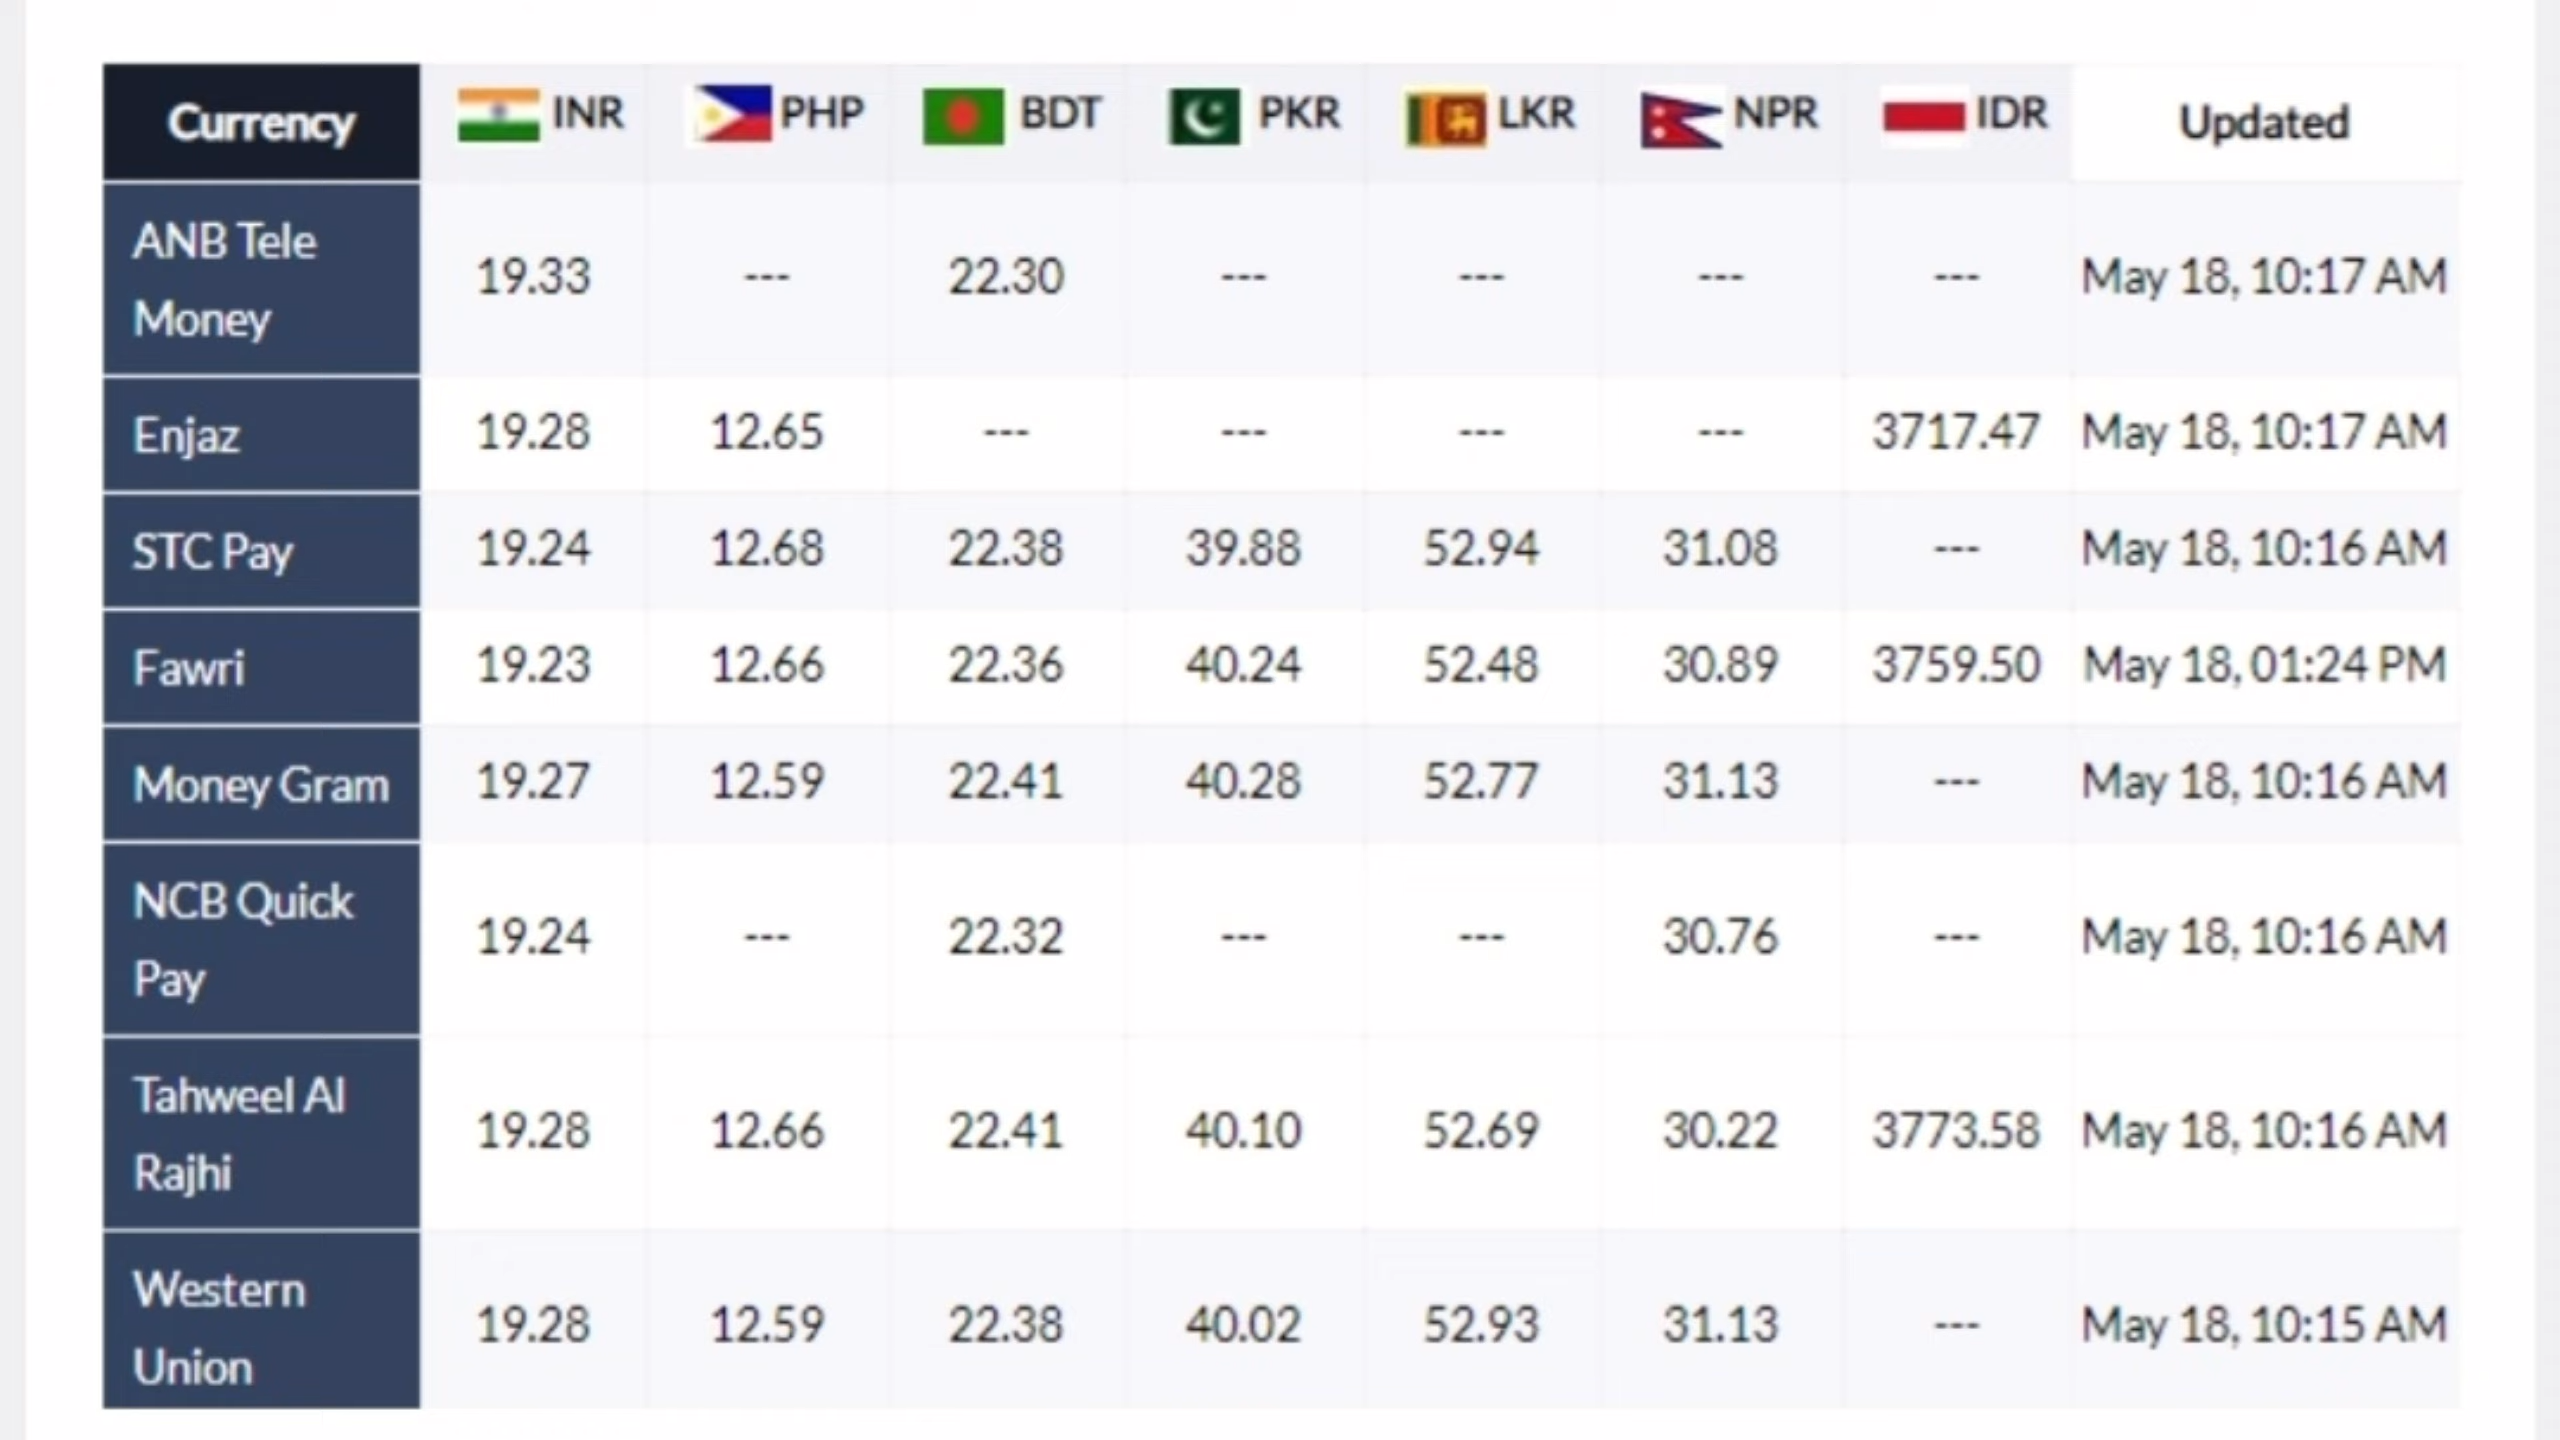 Currency INR PHP BDT PKR LKR NPR IDR Updated
ANB Tele
Money
19.33 --- 22.30 --- --- --- --- May 18, 10:17 AM
Enjaz 19.28 12.65 --- --- --- --- 3717.47 May 18, 10:17 AM
STC Pay 19.24 12.68 22.38 39.88 52.94 31.08 --- May 18, 10:16 AM
Fawri 19.23 12.66 22.36 40.24 52.48 30.89 3759.50 May 18, 01:24 PM
Money Gram 19.27 12.59 22.41 40.28 52.77 31.13 --- May 18, 10:16 AM
NCB Quick
Pay
19.24 --- 22.32 --- --- 30.76 --- May 18, 10:16 AM
Tahweel Al
Rajhi
19.28 12.66 22.41 40.10 52.69 30.22 3773.58 May 18, 10:16 AM
Western
Union
19.28 12.59 22.38 40.02 52.93 31.13 --- May 18, 10:15 AM